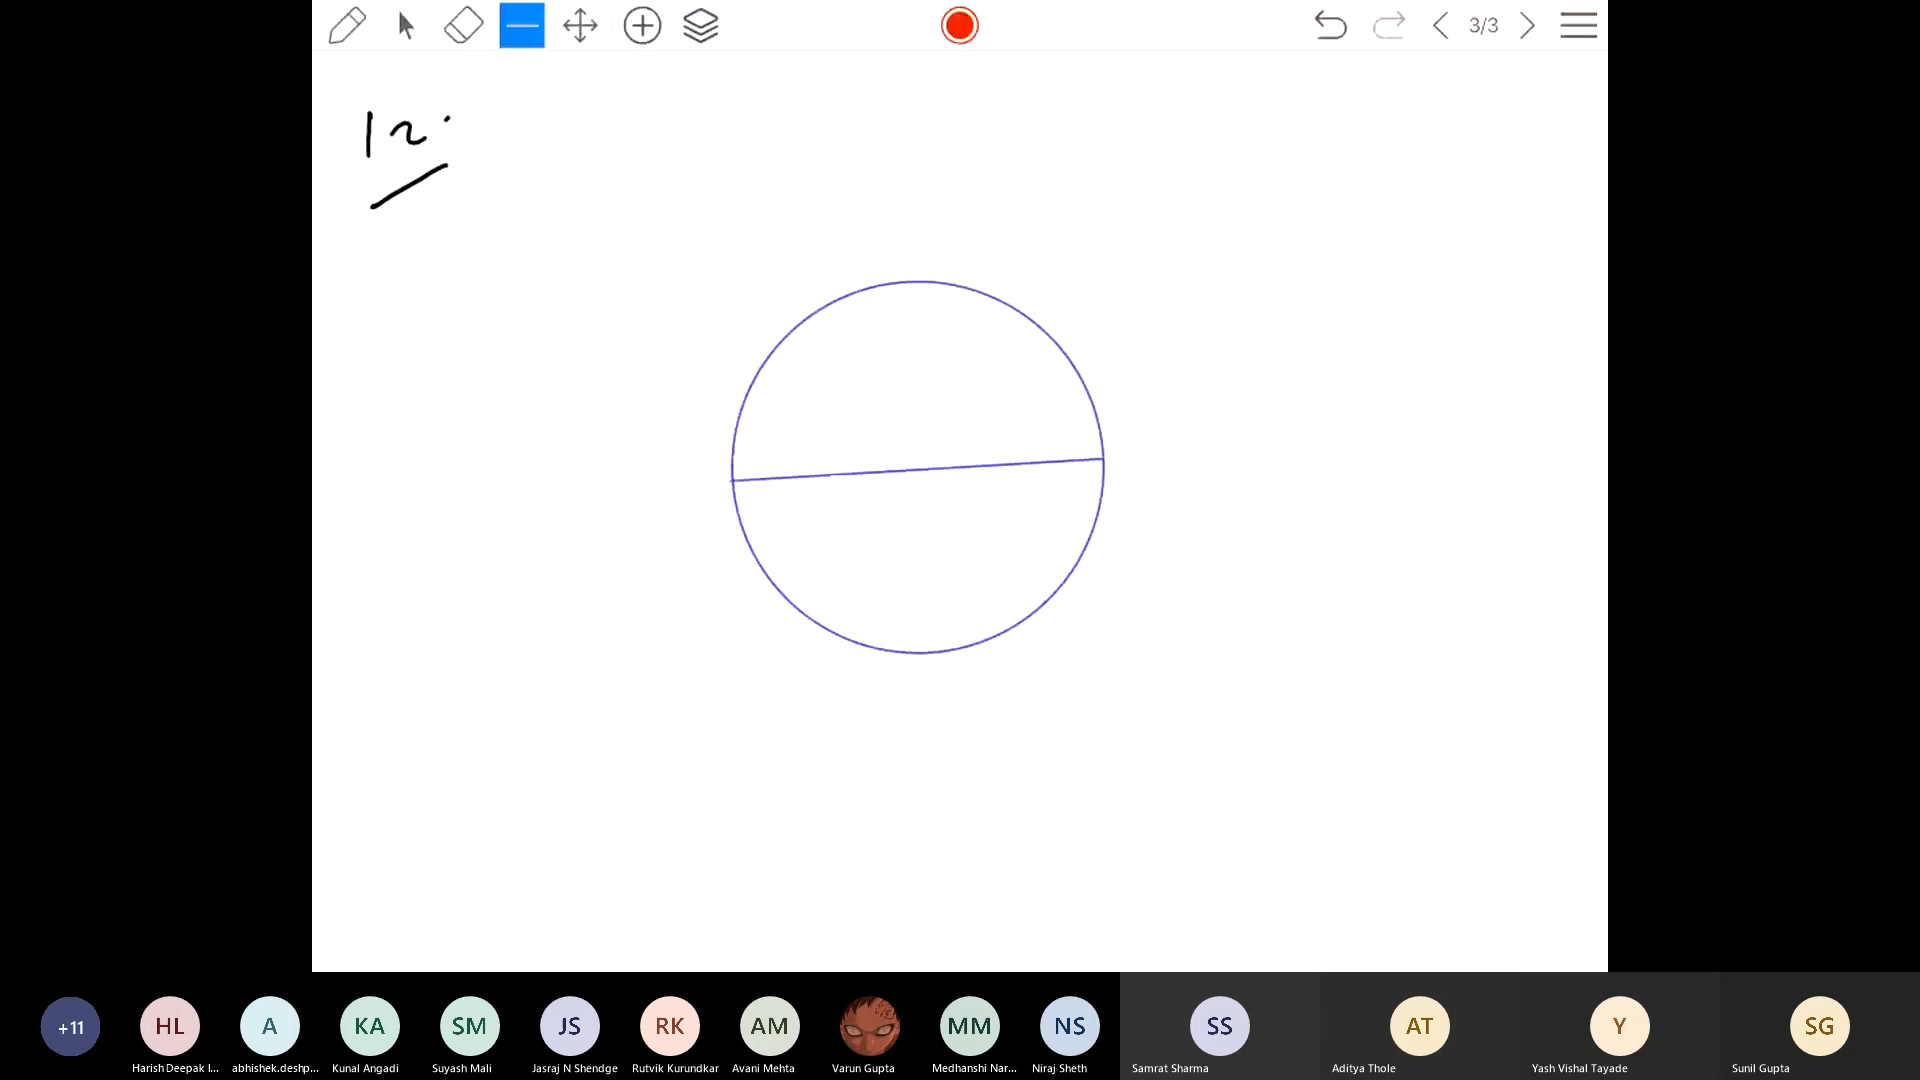 3/3
12.
+11
HL
A
KA
SM
JS
RK
AM
MM
NS
SS
AT
Y
SG
Harish Deepak I...
abhishek.deshp...
Kunal Angadi
Suyash Mali
Jasraj N Shendge
Rutvik Kurundkar
Avani Mehta
Varun Gupta
Medhanshi Nar...
Niraj Sheth
Samrat Sharma
Aditya Thole
Yash Vishal Tayade
Sunil Gupta